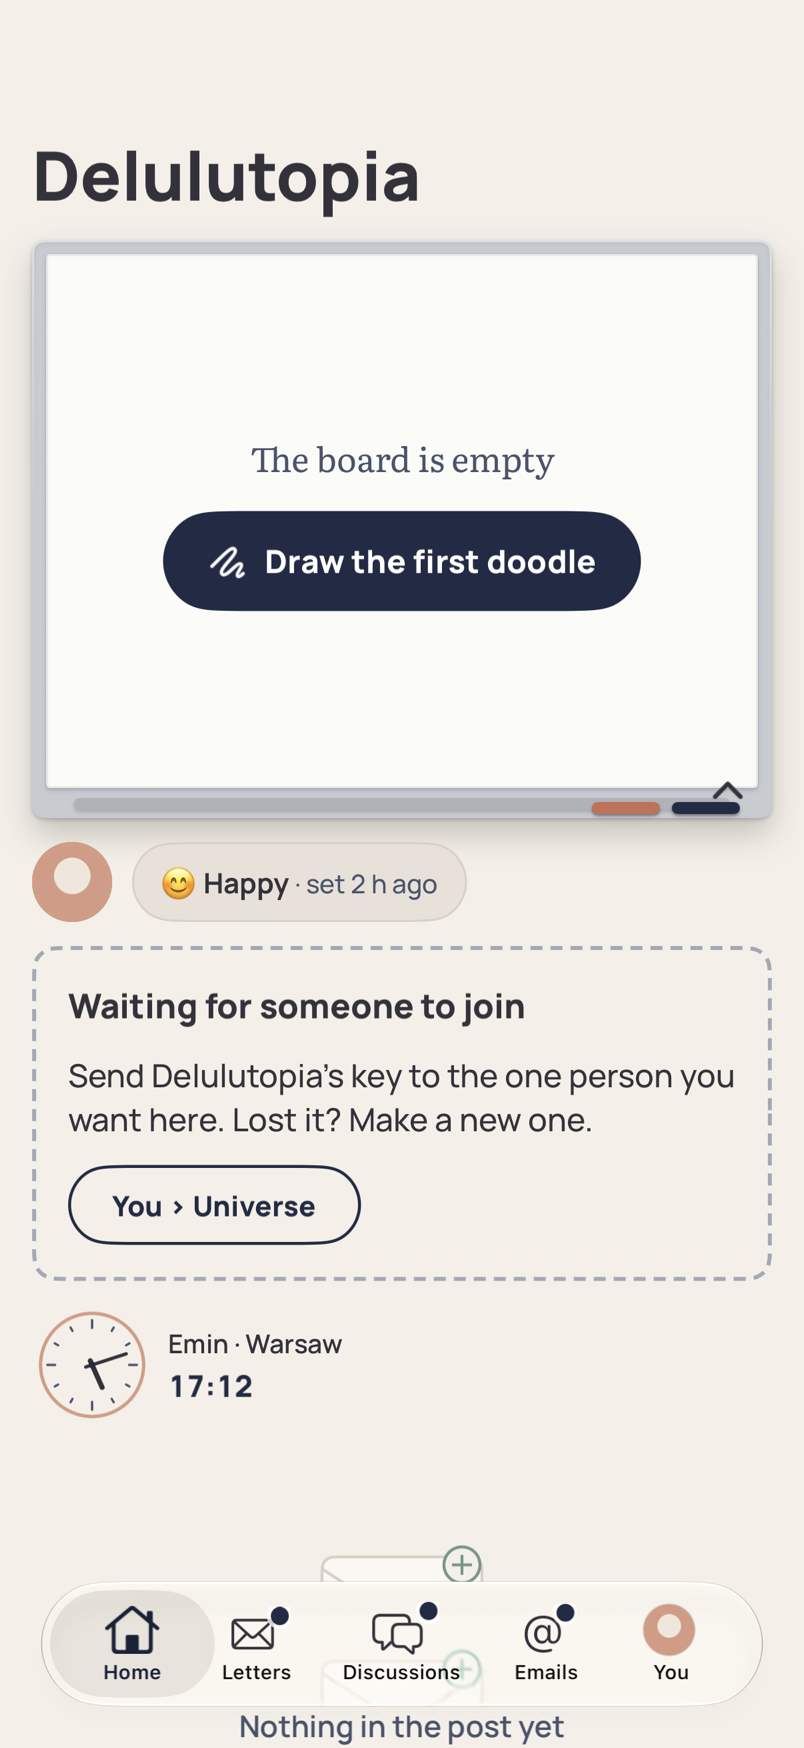 Delulutopia
The board is empty
Draw the first doodle
😊 Happy · set 2 h ago
Waiting for someone to join
Send Delulutopia’s key to the one person you
want here. Lost it? Make a new one.
You › Universe
Emin · Warsaw
17:12
Home
Letters
Discussions
@
Emails
You
Nothing in the post yet